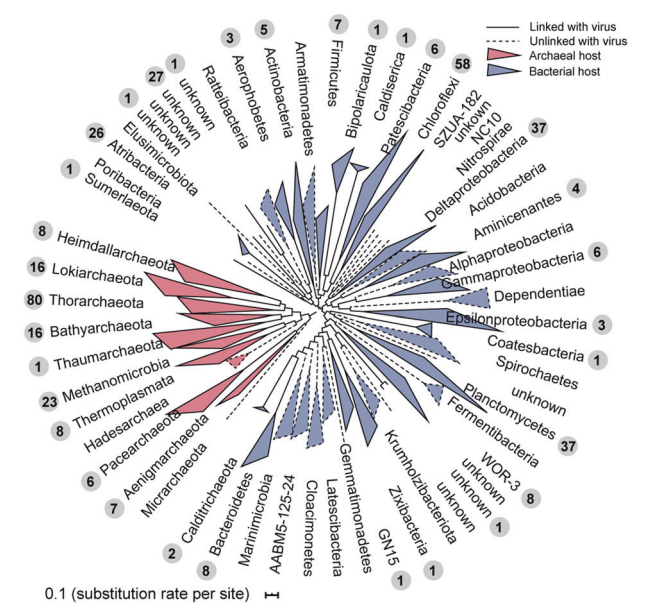 Linked with virus
Unlinked with virus
Archaeal host
Bacterial host
7
Firmicutes
1
Bipolaricaulota
1
Caldiserica
6
Patescibacteria
58
Chloroflexi
SZUA-182
unkown
NC10
Nitrospirae
37
Deltaproteobacteria
Acidobacteria
4
Aminicenantes
Alphaproteobacteria
6
Gammaproteobacteria
Dependentiae
Epsilonproteobacteria
3
Coatesbacteria
1
Spirochaetes
unknown
Planctomycetes
37
Fermentibacteria
WOR-3
8
unknown
unknown
1
unknown
Krumholzibacteriota
Zixibacteria
1
GN15
1
Gemmatimonadetes
Latescibacteria
Cloacimonetes
AABM5-125-24
Marinimicrobia
Bacteroidetes
8
Calditrichaeota
2
Micrarchaeota
Aenigmarchaeota
7
Pacearchaeota
6
Hadesarchaea
Thermoplasmata
8
Methanomicrobia
23
Thaumarchaeota
1
Bathyarchaeota
16
Thorarchaeota
80
Lokiarchaeota
16
Heimdallarchaeota
8
Sumerlaeota
Poribacteria
1
Atribacteria
26
Elusimicrobiota
unknown
1
unknown
unknown
27
unknown
unknown
1
Ratteibacteria
Aerophobetes
3
Actinobacteria
5
Armatimonadetes
0.1 (substitution rate per site)